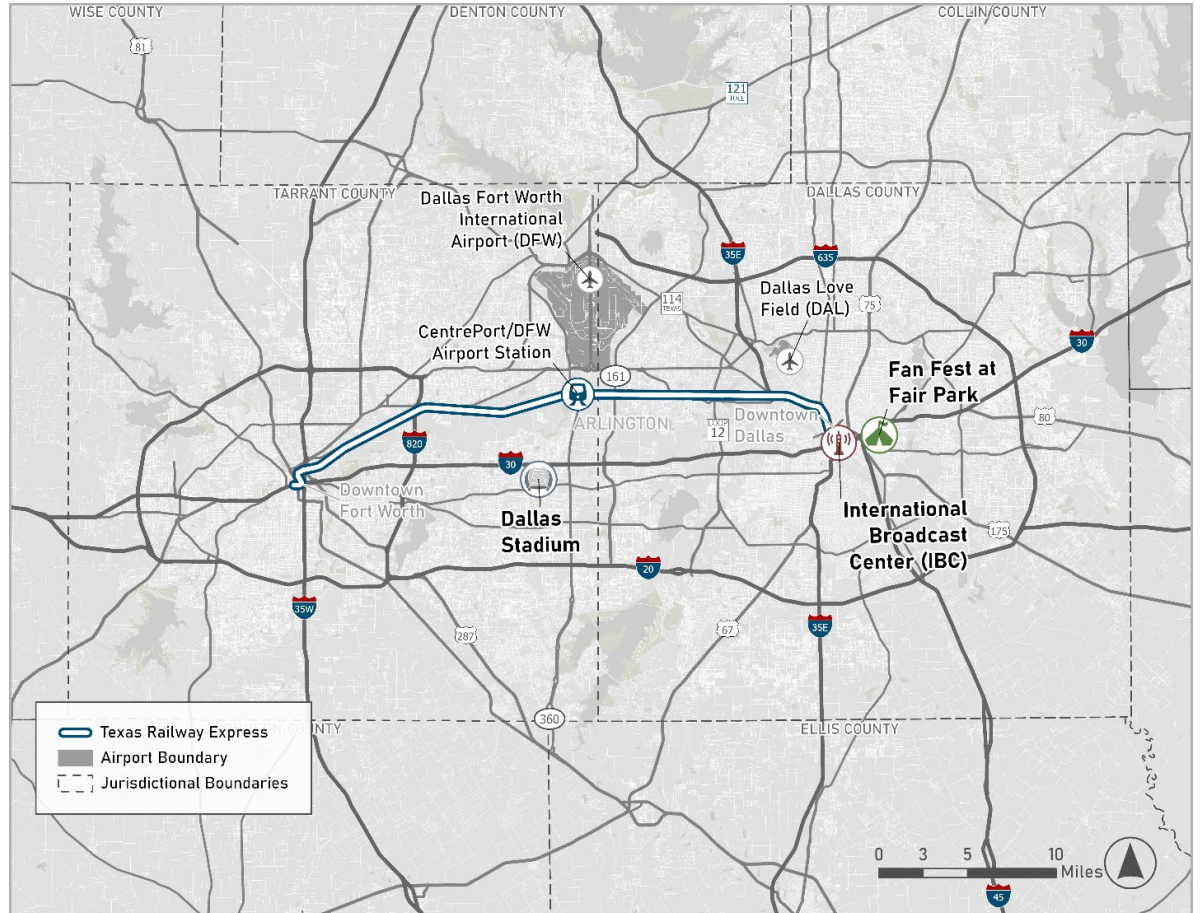 WISE COUNTY
DENTON COUNTY
COLLIN COUNTY
81
121
TOLL
TARRANT COUNTY
DALLAS COUNTY
Dallas Fort Worth
International
Airport (DFW)
35E
635
114
TEXAS
Dallas Love
Field (DAL)
75
30
CentrePort/DFW
Airport Station
161
Fan Fest at
Fair Park
ARLINGTON
LOOP
12
Downtown
Dallas
80
820
30
Downtown
Fort Worth
Dallas
Stadium
International
Broadcast
Center (IBC)
175
20
35W
287
67
35E
360
COUNTY
ELLIS COUNTY
Texas Railway Express
Airport Boundary
Jurisdictional Boundaries
0 3 5 10
Miles
45